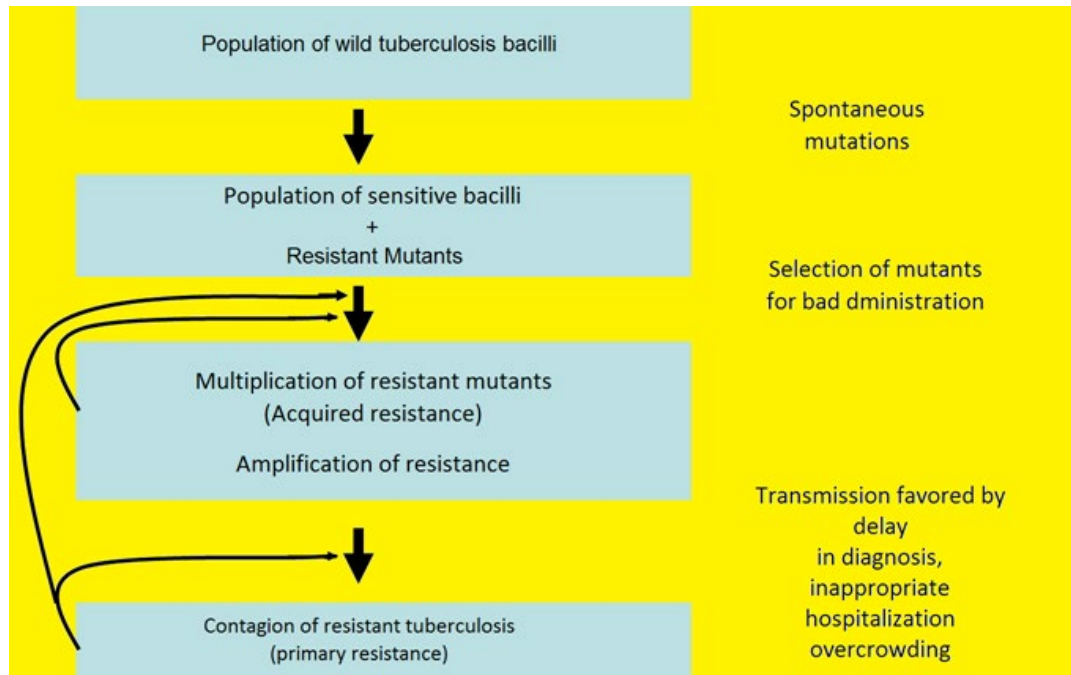 Population of wild tuberculosis bacilli
Spontaneous
mutations
Population of sensitive bacilli
+
Resistant Mutants
Selection of mutants
for bad dministration
Multiplication of resistant mutants
(Acquired resistance)
Amplification of resistance
Transmission favored by
delay
in diagnosis,
inappropriate
hospitalization
overcrowding
Contagion of resistant tuberculosis
(primary resistance)